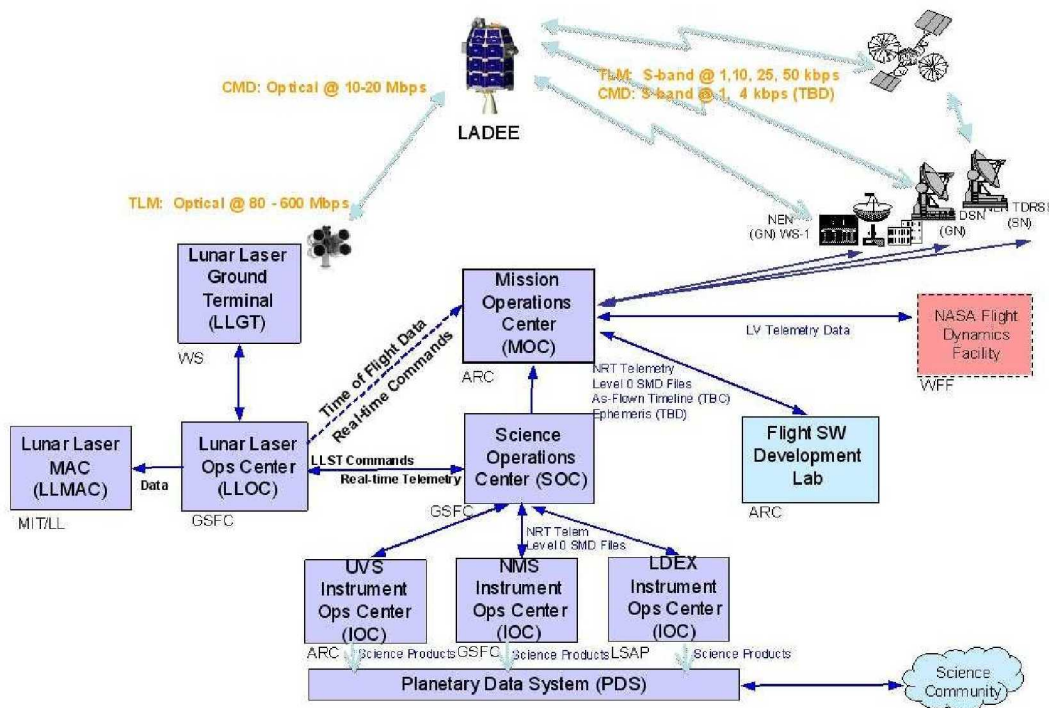 CMD: Optical @ 10-20 Mbps
LADEE
TLM: S-band @ 1,10, 25, 50 kbps
CMD: S-band @ 1, 4 kbps (TBD)
TLM: Optical @ 80 - 600 Mbps
NEN
(GN) WS-1
DSN
(GN)
TDRS
(SN)
Lunar Laser
Ground
Terminal
(LLGT)
WS
Mission
Operations
Center
(MOC)
ARC
LV Telemetry Data
NASA Flight
Dynamics
Facility
WFF
Time of Flight Data
Real-time Commands
NRT Telemetry
Level 0 SMD Files
As-Flown Timeline (TBC)
Ephemeris (TBD)
Lunar Laser
MAC
(LLMAC)
MIT/LL
Data
Lunar Laser
Ops Center
(LLOC)
GSFC
LLST Commands
Real-time Telemetry
Science
Operations
Center (SOC)
GSFC
Flight SW
Development
Lab
ARC
NRT Telem
Level 0 SMD Files
UVS
Instrument
Ops Center
(IOC)
ARC
NMS
Instrument
Ops Center
(IOC)
GSFC
LDEX
Instrument
Ops Center
(IOC)
LSAP
Science Products
Science Products
Science Products
Planetary Data System (PDS)
Science
Community